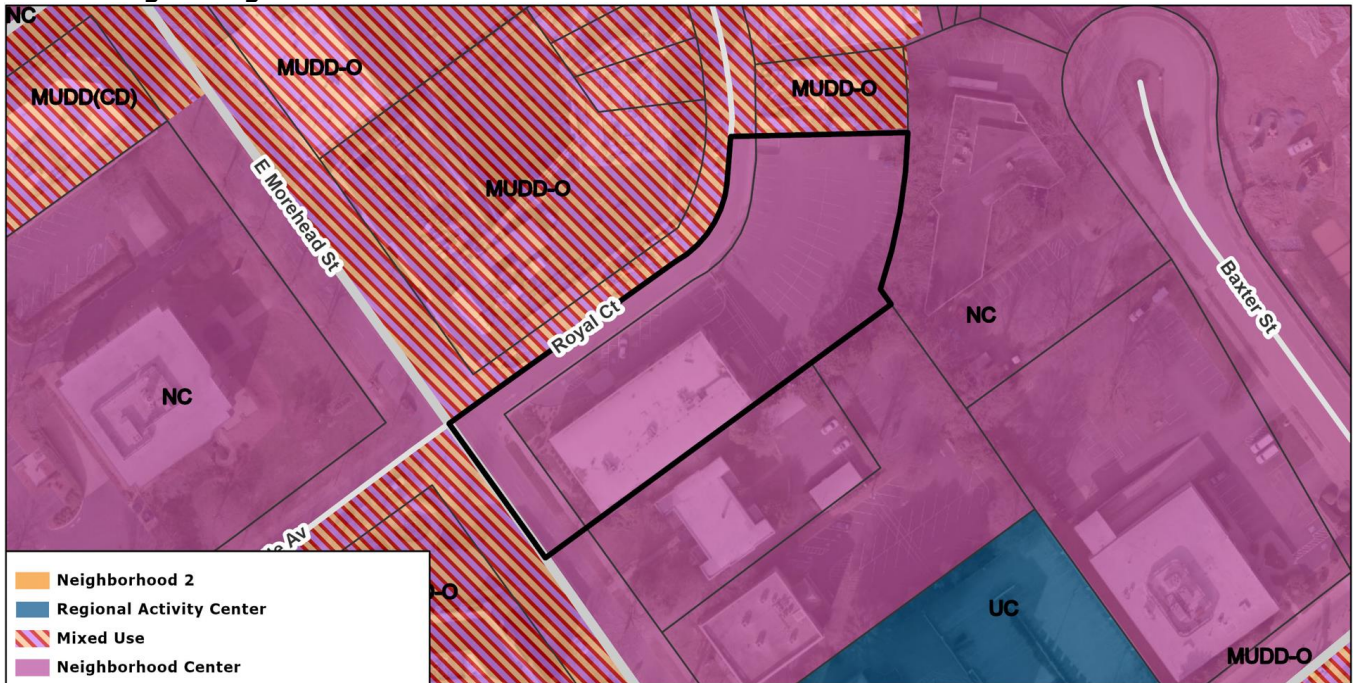 NC
MUDD-O
MUDD(CD)
MUDD-O
E Morehead St
MUDD-O
Royal Ct
Baxter St
NC
NC
Av
-O
UC
MUDD-O
Neighborhood 2
Regional Activity Center
Mixed Use
Neighborhood Center